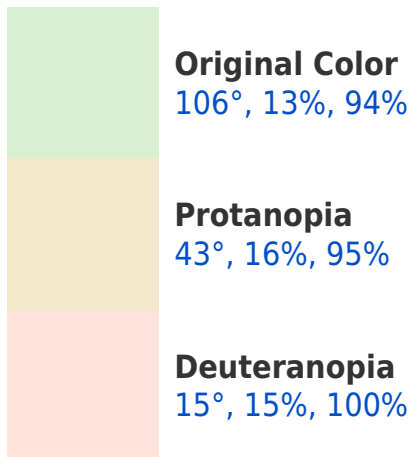 Original Color
106°, 13%, 94%
Protanopia
43°, 16%, 95%
Deuteranopia
15°, 15%, 100%